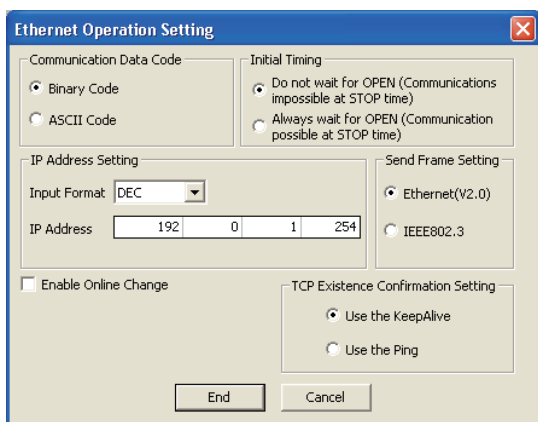 Ethernet Operation Setting
Communication Data Code
Binary Code
ASCII Code
Initial Timing
Do not wait for OPEN (Communications
impossible at STOP time)
Always wait for OPEN (Communication
possible at STOP time)
IP Address Setting
Input Format DEC
IP Address 192 0 1 254
Send Frame Setting
Ethernet(V2.0)
IEEE802.3
Enable Online Change
TCP Existence Confirmation Setting
Use the KeepAlive
Use the Ping
End Cancel